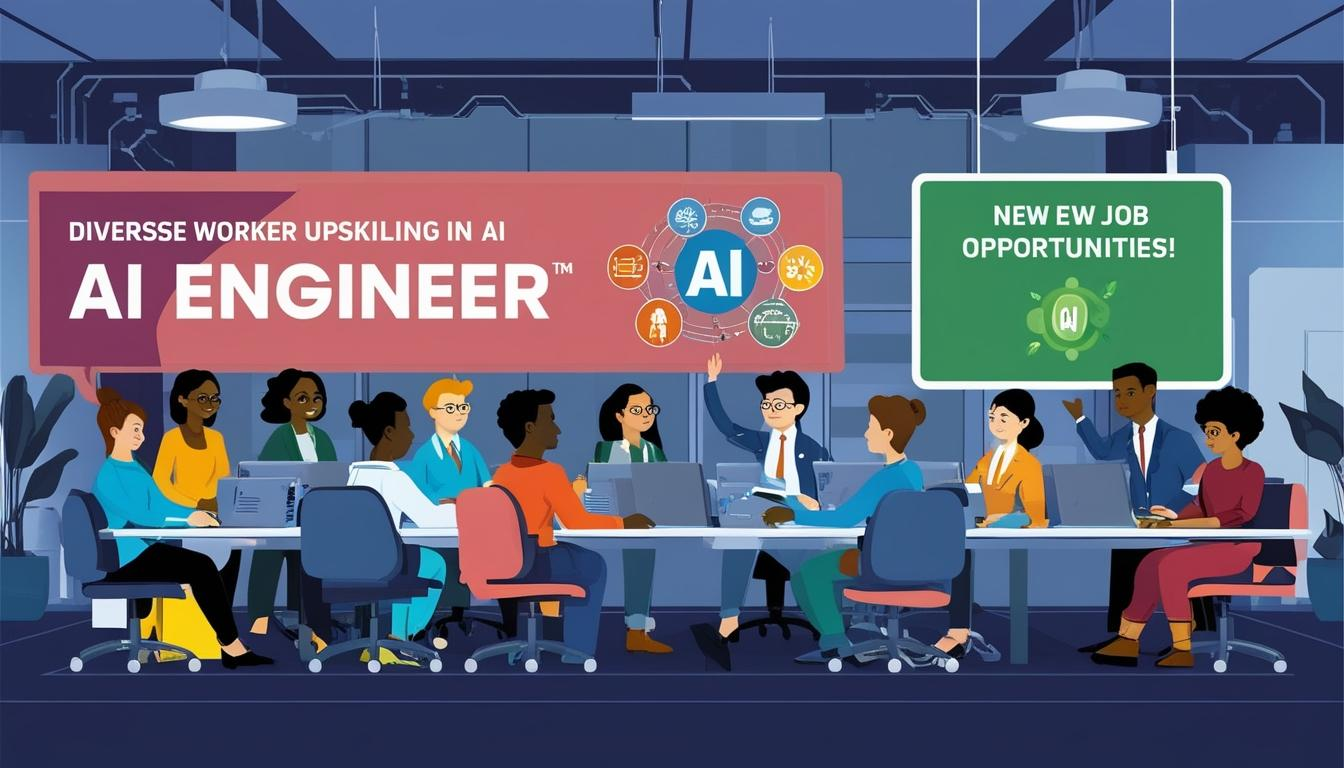 DIVERSSE WORKER UPSKILING IN AI
AI ENGINEER™
AI
NEW EW JOB
OPPORTUNITIES!